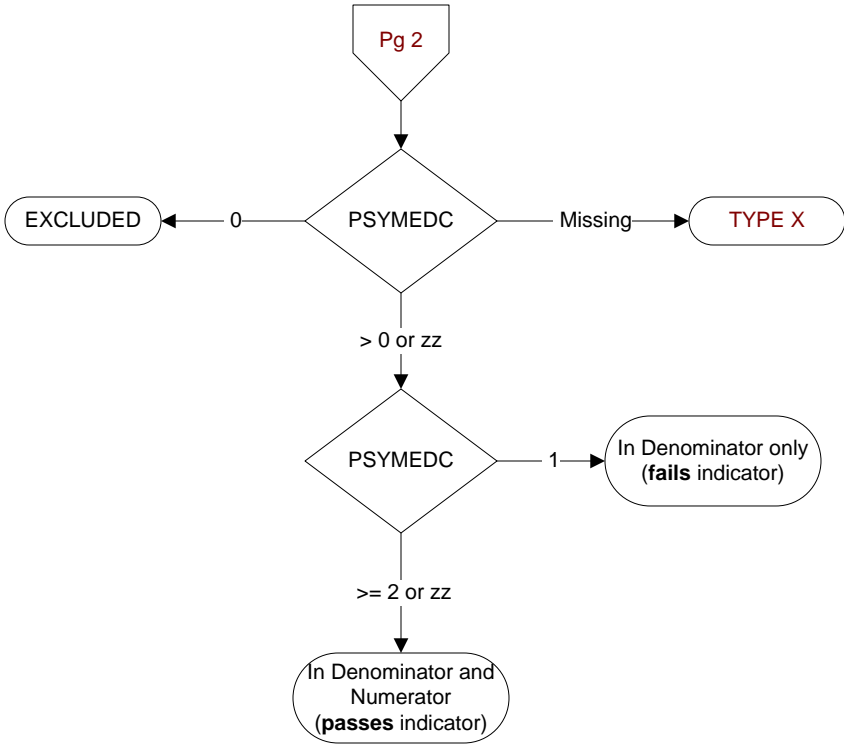 Pg 2
EXCLUDED
0
PSYMEDC
Missing
TYPE X
> 0 or zz
PSYMEDC
1
In Denominator only
(fails indicator)
>= 2 or zz
In Denominator and
Numerator
(passes indicator)